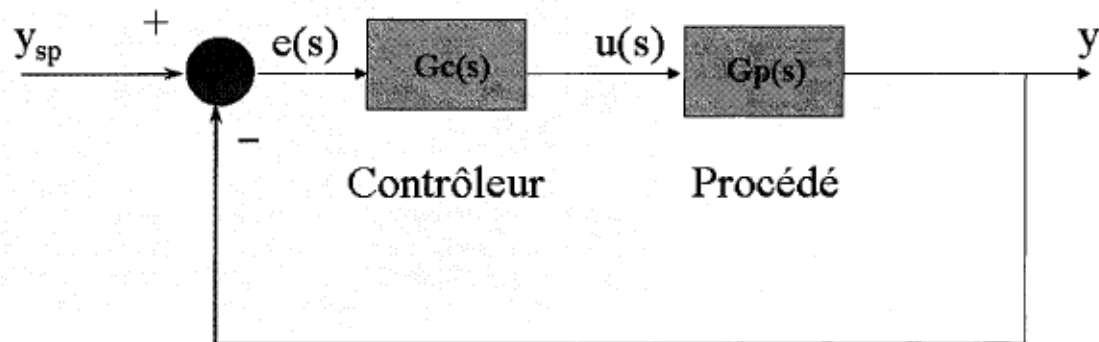 +
y_sp
e(s)
Gc(s)
u(s)
Gp(s)
y
−
Contrôleur
Procédé